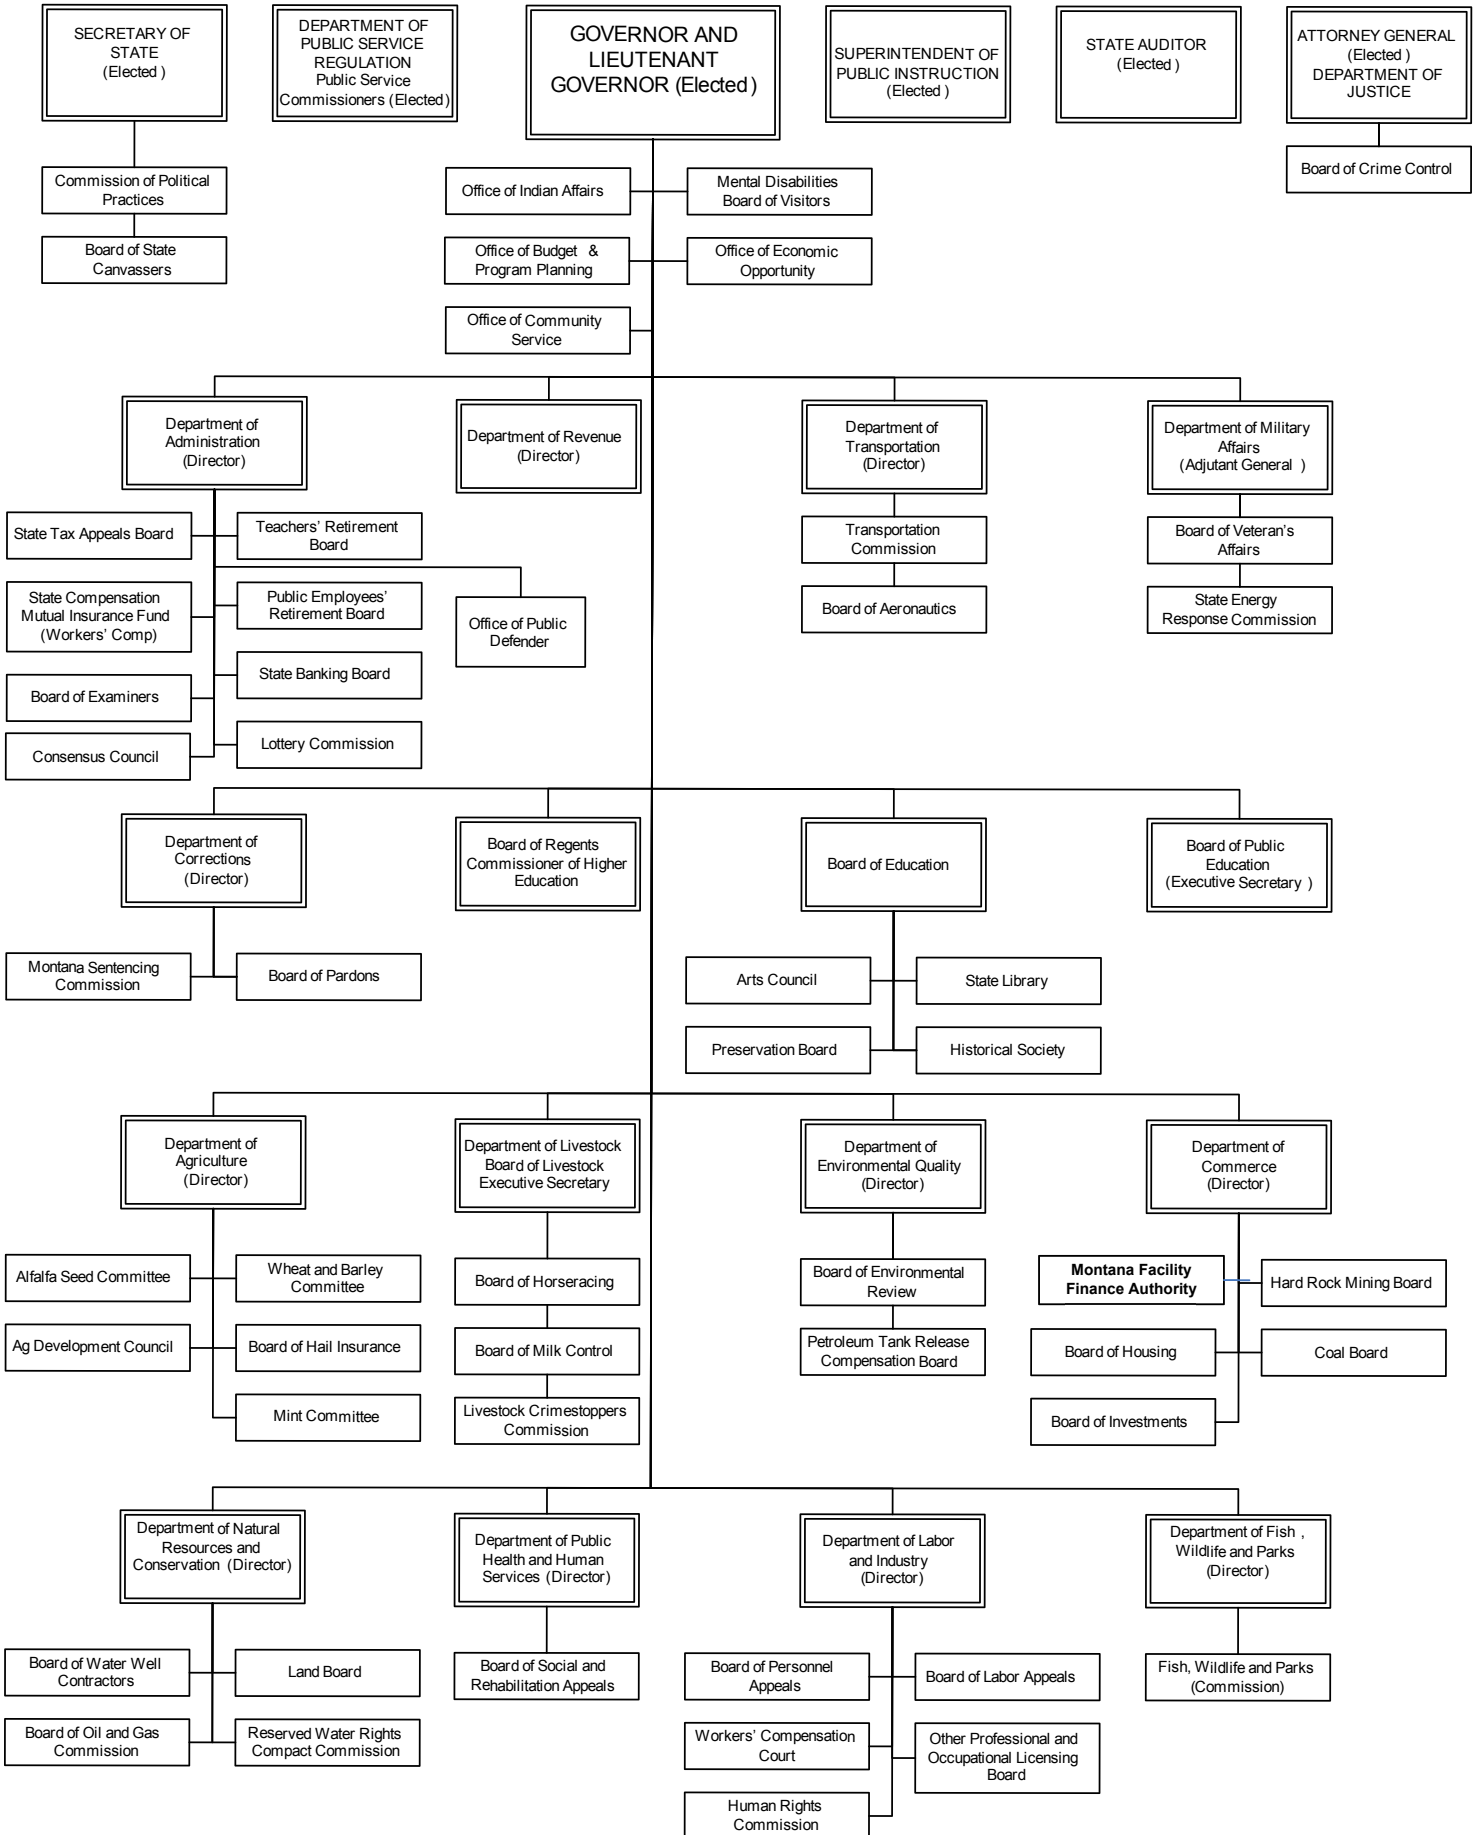 SECRETARY OF
STATE
(Elected )
DEPARTMENT OF
PUBLIC SERVICE
REGULATION
Public Service
Commissioners (Elected)
GOVERNOR AND
LIEUTENANT
GOVERNOR (Elected )
SUPERINTENDENT OF
PUBLIC INSTRUCTION
(Elected )
STATE AUDITOR
(Elected )
ATTORNEY GENERAL
(Elected )
DEPARTMENT OF
JUSTICE
Commission of Political
Practices
Board of State
Canvassers
Office of Indian Affairs
Mental Disabilities
Board of Visitors
Office of Budget &
Program Planning
Office of Economic
Opportunity
Office of Community
Service
Board of Crime Control
Department of
Administration
(Director)
Department of Revenue
(Director)
Department of
Transportation
(Director)
Department of Military
Affairs
(Adjutant General )
State Tax Appeals Board
Teachers' Retirement
Board
State Compensation
Mutual Insurance Fund
(Workers' Comp)
Public Employees'
Retirement Board
Office of Public
Defender
Board of Examiners
State Banking Board
Consensus Council
Lottery Commission
Transportation
Commission
Board of Aeronautics
Board of Veteran's
Affairs
State Energy
Response Commission
Department of
Corrections
(Director)
Board of Regents
Commissioner of Higher
Education
Board of Education
Board of Public
Education
(Executive Secretary )
Montana Sentencing
Commission
Board of Pardons
Arts Council
State Library
Preservation Board
Historical Society
Department of
Agriculture
(Director)
Department of Livestock
Board of Livestock
Executive Secretary
Department of
Environmental Quality
(Director)
Department of
Commerce
(Director)
Alfalfa Seed Committee
Wheat and Barley
Committee
Ag Development Council
Board of Hail Insurance
Mint Committee
Board of Horseracing
Board of Milk Control
Livestock Crimestoppers
Commission
Board of Environmental
Review
Petroleum Tank Release
Compensation Board
Montana Facility
Finance Authority
Hard Rock Mining Board
Board of Housing
Coal Board
Board of Investments
Department of Natural
Resources and
Conservation (Director)
Department of Public
Health and Human
Services (Director)
Department of Labor
and Industry
(Director)
Department of Fish ,
Wildlife and Parks
(Director)
Board of Water Well
Contractors
Land Board
Board of Oil and Gas
Commission
Reserved Water Rights
Compact Commission
Board of Social and
Rehabilitation Appeals
Board of Personnel
Appeals
Board of Labor Appeals
Workers' Compensation
Court
Other Professional and
Occupational Licensing
Board
Human Rights
Commission
Fish, Wildlife and Parks
(Commission)